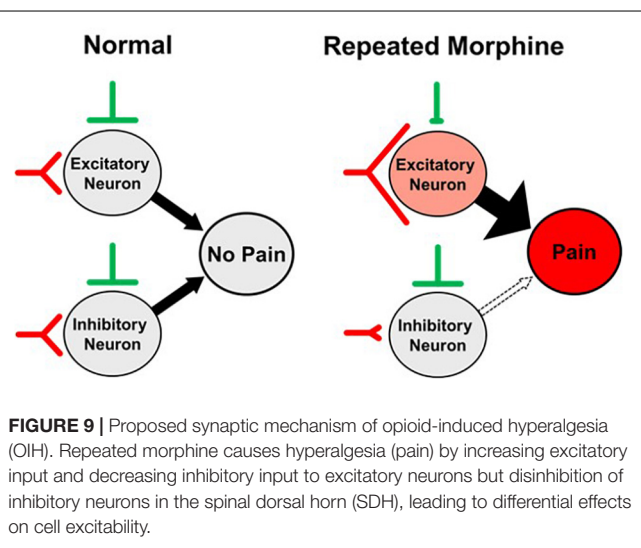 Normal
Repeated Morphine
Excitatory
Neuron
Excitatory
Neuron
No Pain
Pain
Inhibitory
Neuron
Inhibitory
Neuron
FIGURE 9 | Proposed synaptic mechanism of opioid-induced hyperalgesia
(OIH). Repeated morphine causes hyperalgesia (pain) by increasing excitatory
input and decreasing inhibitory input to excitatory neurons but disinhibition of
inhibitory neurons in the spinal dorsal horn (SDH), leading to differential effects
on cell excitability.